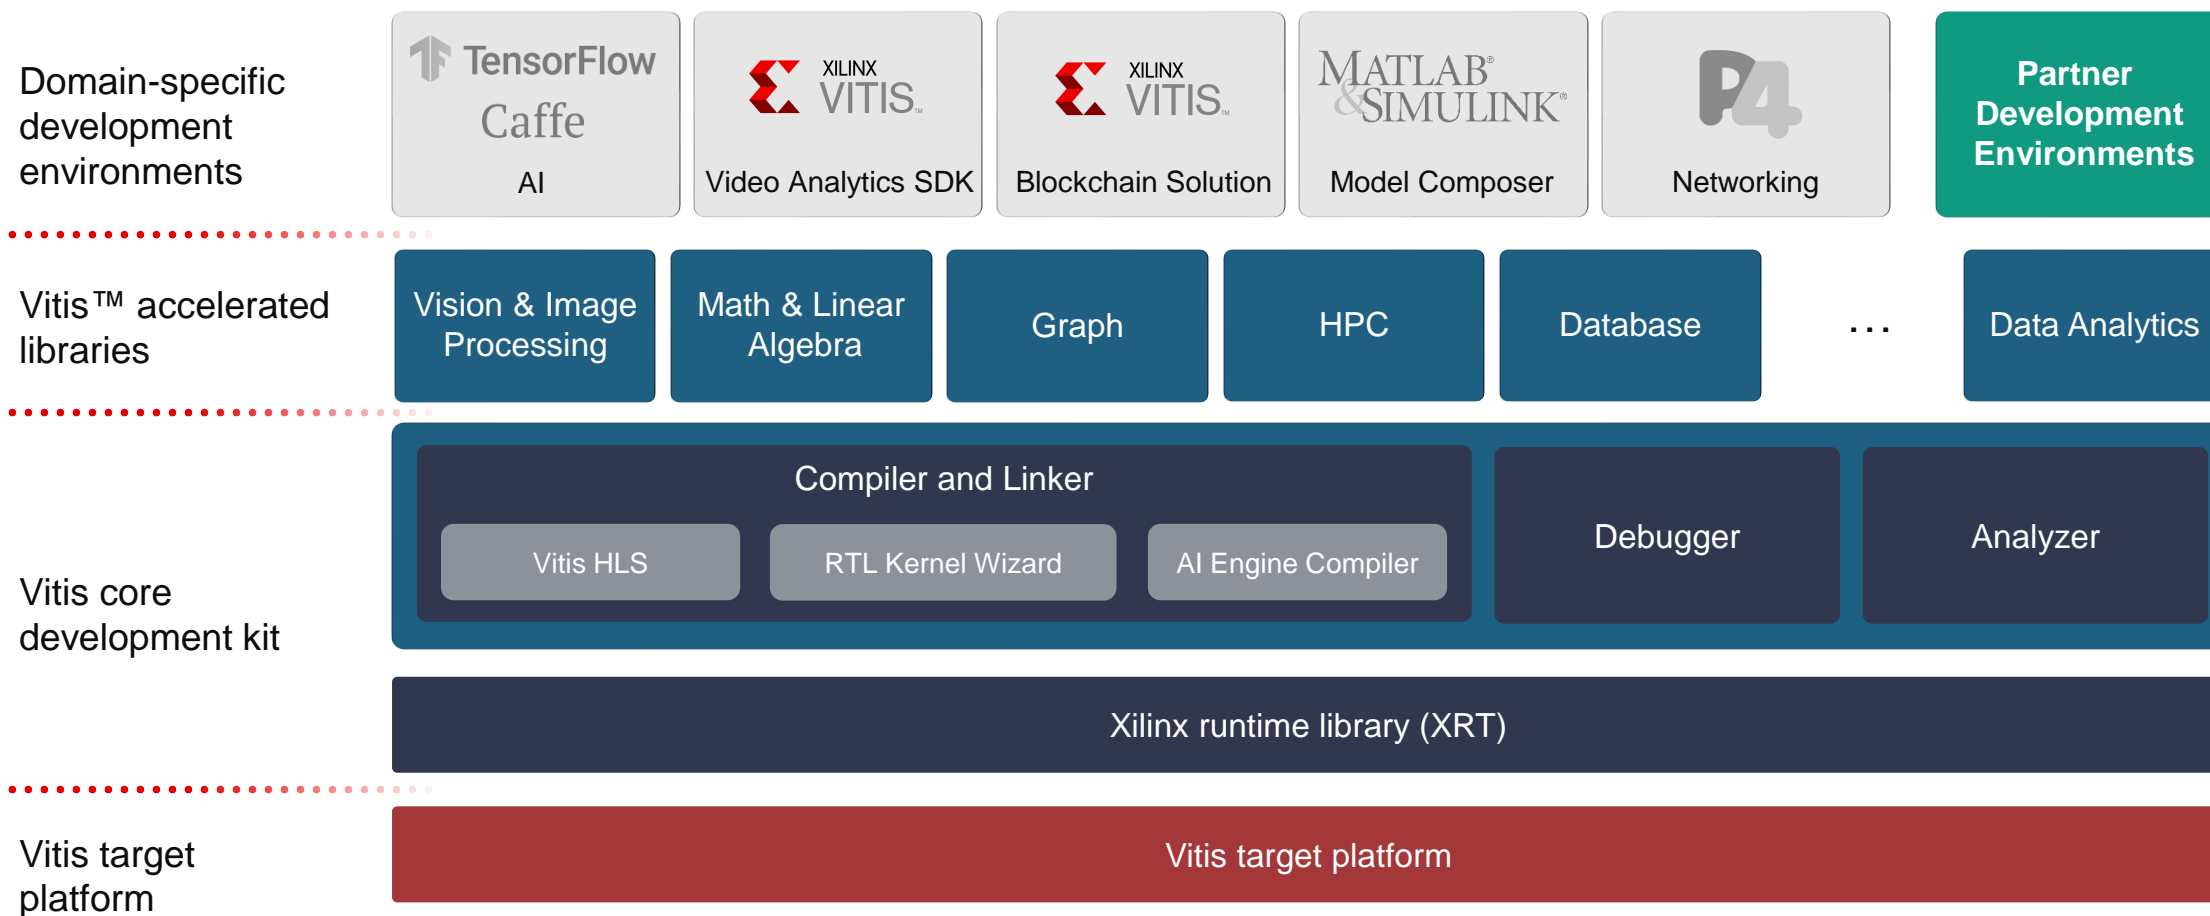 Domain-specific
development
environments
TensorFlow
Caffe
AI
XILINX
VITIS™
Video Analytics SDK
XILINX
VITIS™
Blockchain Solution
MATLAB®
&SIMULINK®
Model Composer
P4
Networking
Partner
Development
Environments
Vitis™ accelerated
libraries
Vision & Image
Processing
Math & Linear
Algebra
Graph
HPC
Database
...
Data Analytics
Vitis core
development kit
Compiler and Linker
Vitis HLS
RTL Kernel Wizard
AI Engine Compiler
Debugger
Analyzer
Xilinx runtime library (XRT)
Vitis target
platform
Vitis target platform